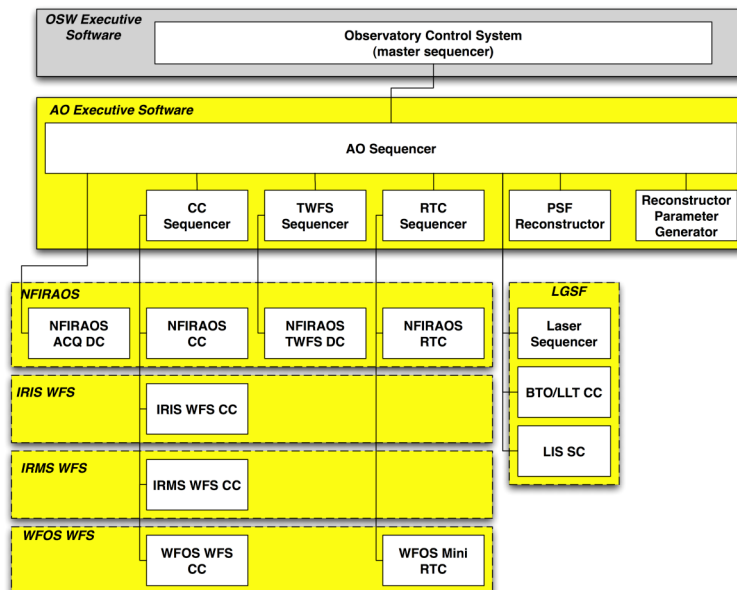 OSW Executive
Software
Observatory Control System
(master sequencer)
AO Executive Software
AO Sequencer
CC
Sequencer
TWFS
Sequencer
RTC
Sequencer
PSF
Reconstructor
Reconstructor
Parameter
Generator
NFIRAOS
NFIRAOS
ACQ DC
NFIRAOS
CC
NFIRAOS
TWFS DC
NFIRAOS
RTC
LGSF
Laser
Sequencer
BTO/LLT CC
LIS SC
IRIS WFS
IRIS WFS CC
IRMS WFS
IRMS WFS CC
WFOS WFS
WFOS WFS
CC
WFOS Mini
RTC